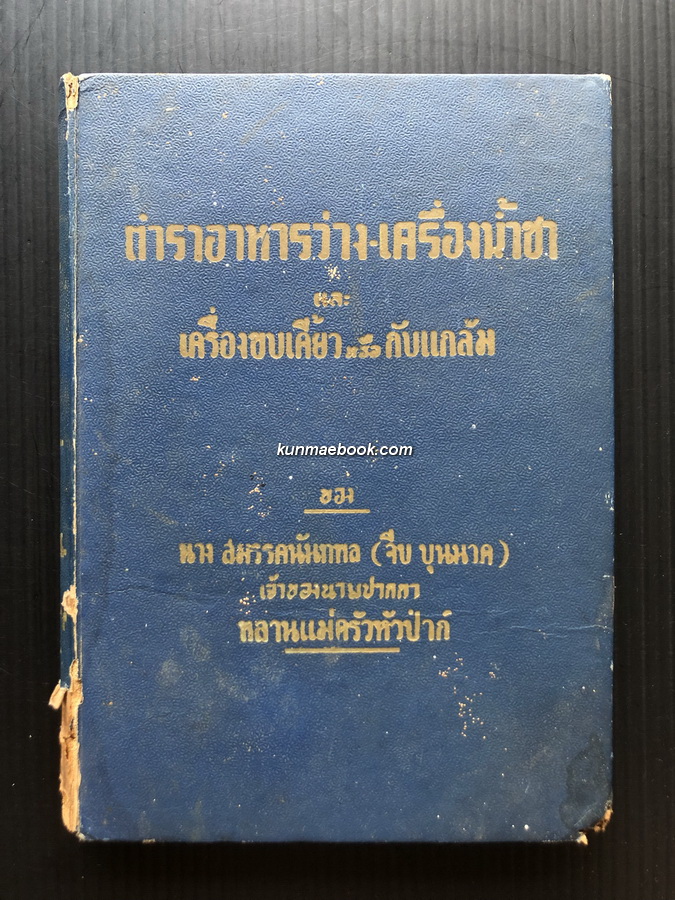 ตำราอาหารว่าง-เครื่องน้ำชา
และ
เครื่องขบเคี้ยว หรือ กับแกล้ม
kunmaebook.com
ของ
นาง สมรรคนันทพล (จีบ บุนนาค)
เจ้าของนามปากกา
หลานแม่ครัวหัวป่าก์